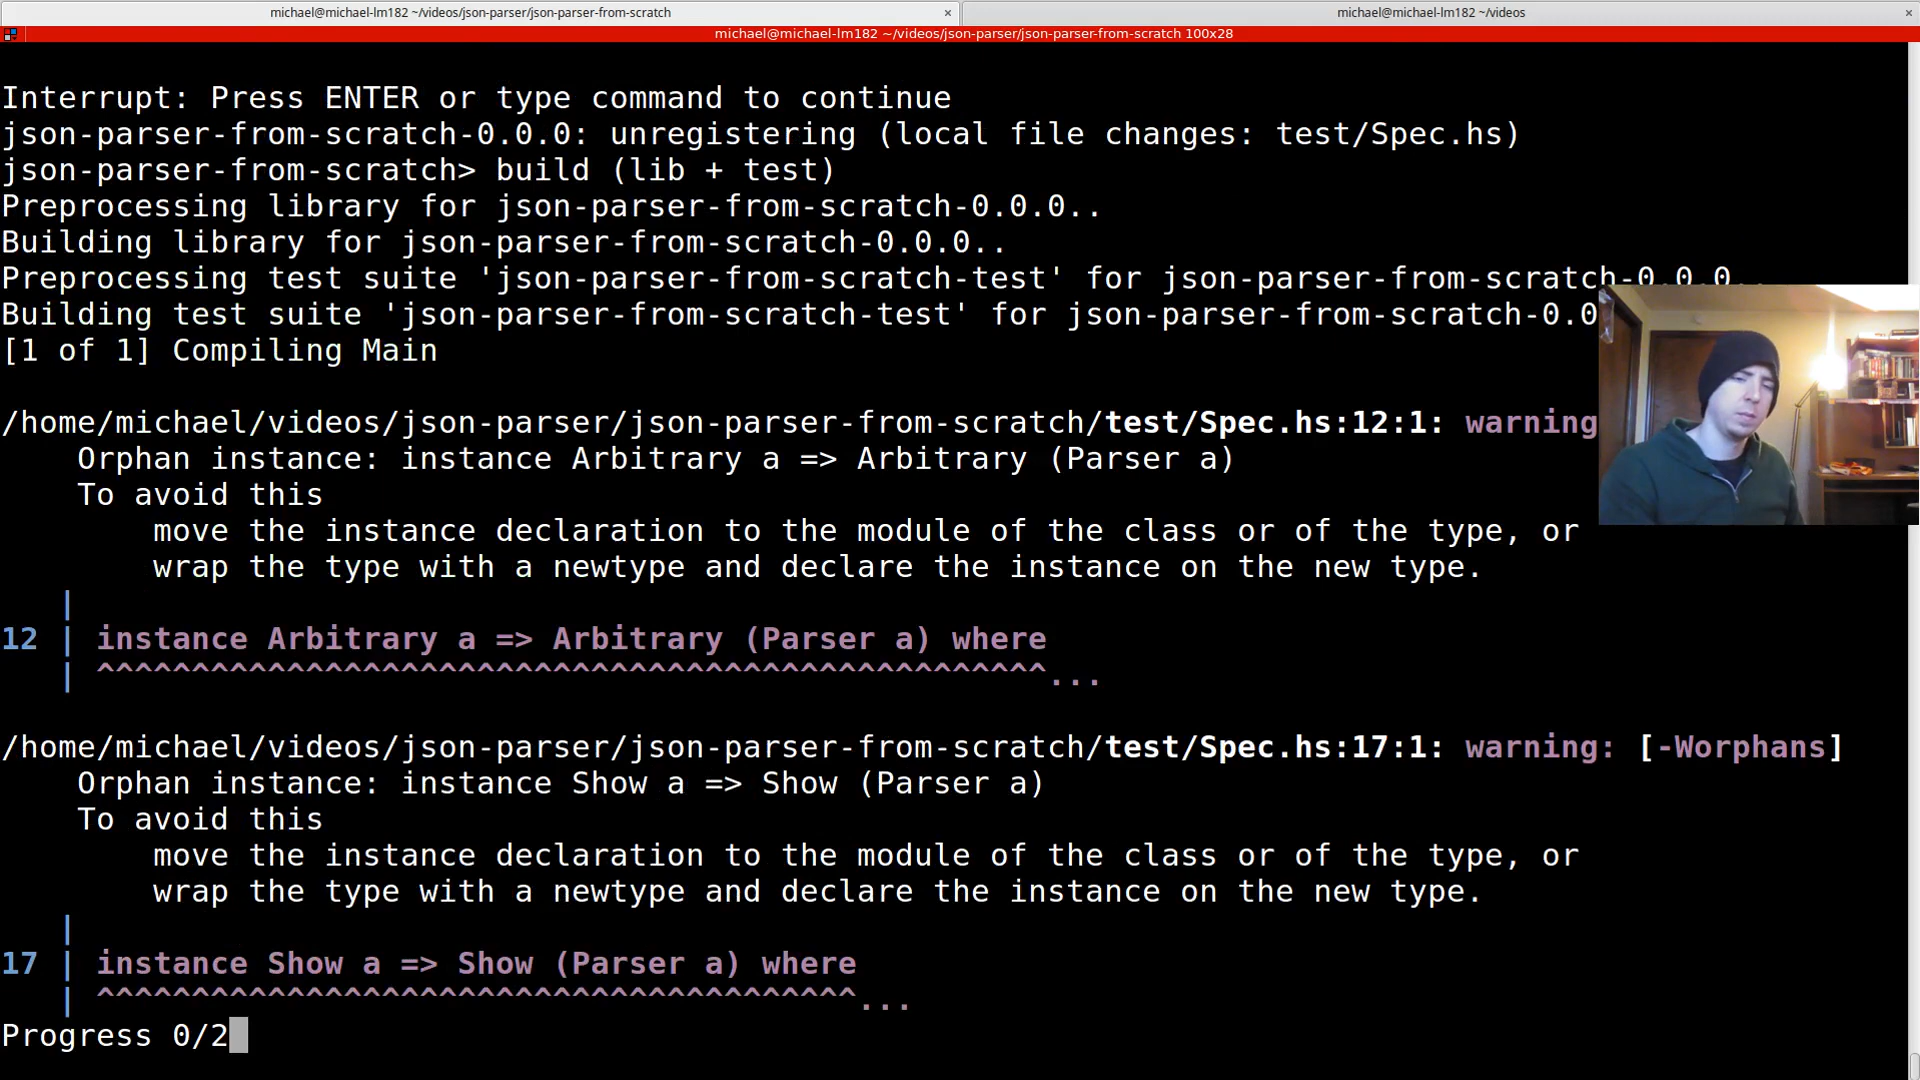 michael@michael-lm182 ~/videos/json-parser/json-parser-from-scratch × michael@michael-lm182 ~/videos ×
michael@michael-lm182 ~/videos/json-parser/json-parser-from-scratch 100x28
Interrupt: Press ENTER or type command to continue
json-parser-from-scratch-0.0.0: unregistering (local file changes: test/Spec.hs)
json-parser-from-scratch> build (lib + test)
Preprocessing library for json-parser-from-scratch-0.0.0..
Building library for json-parser-from-scratch-0.0.0..
Preprocessing test suite 'json-parser-from-scratch-test' for json-parser-from-scratch-0.0.0..
Building test suite 'json-parser-from-scratch-test' for json-parser-from-scratch-0.0
[1 of 1] Compiling Main
/home/michael/videos/json-parser/json-parser-from-scratch/test/Spec.hs:12:1: warning
    Orphan instance: instance Arbitrary a => Arbitrary (Parser a)
    To avoid this
        move the instance declaration to the module of the class or of the type, or
        wrap the type with a newtype and declare the instance on the new type.
   |
12 | instance Arbitrary a => Arbitrary (Parser a) where
   | ^^^^^^^^^^^^^^^^^^^^^^^^^^^^^^^^^^^^^^^^^^^^^^^^^^...
/home/michael/videos/json-parser/json-parser-from-scratch/test/Spec.hs:17:1: warning: [-Worphans]
    Orphan instance: instance Show a => Show (Parser a)
    To avoid this
        move the instance declaration to the module of the class or of the type, or
        wrap the type with a newtype and declare the instance on the new type.
   |
17 | instance Show a => Show (Parser a) where
   | ^^^^^^^^^^^^^^^^^^^^^^^^^^^^^^^^^^^^^^^^...
Progress 0/2